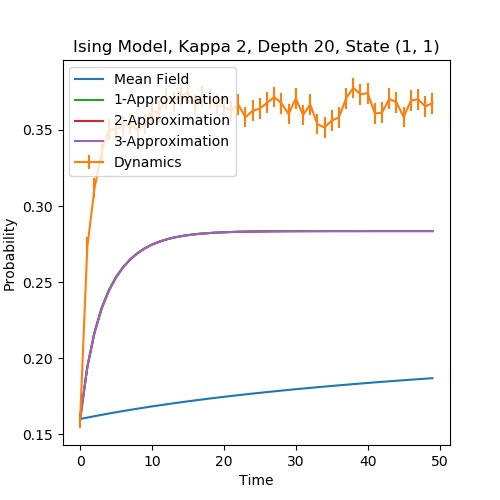 Ising Model, Kappa 2, Depth 20, State (1, 1)
Mean Field
1-Approximation
2-Approximation
3-Approximation
Dynamics
0.35
0.30
0.25
0.20
0.15
Probability
0 10 20 30 40 50
Time